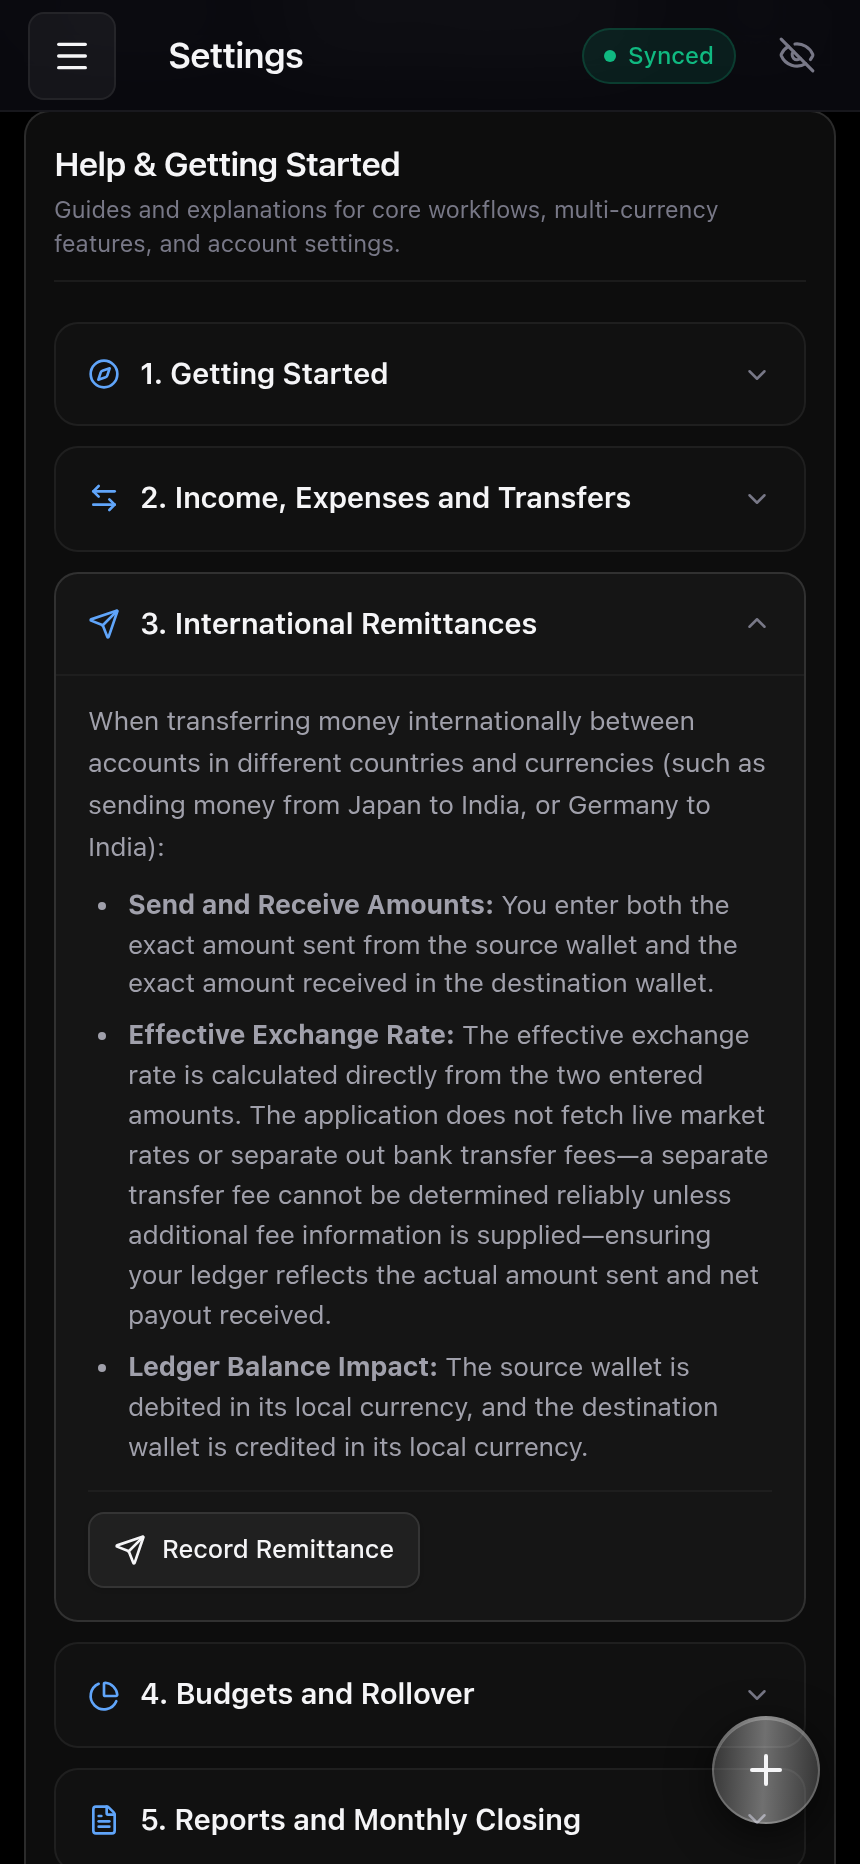 Settings
Synced
Help & Getting Started
Guides and explanations for core workflows, multi-currency
features, and account settings.
1. Getting Started
2. Income, Expenses and Transfers
3. International Remittances
When transferring money internationally between
accounts in different countries and currencies (such as
sending money from Japan to India, or Germany to
India):
• Send and Receive Amounts: You enter both the
exact amount sent from the source wallet and the
exact amount received in the destination wallet.
• Effective Exchange Rate: The effective exchange
rate is calculated directly from the two entered
amounts. The application does not fetch live market
rates or separate out bank transfer fees—a separate
transfer fee cannot be determined reliably unless
additional fee information is supplied—ensuring
your ledger reflects the actual amount sent and net
payout received.
• Ledger Balance Impact: The source wallet is
debited in its local currency, and the destination
wallet is credited in its local currency.
Record Remittance
4. Budgets and Rollover
5. Reports and Monthly Closing